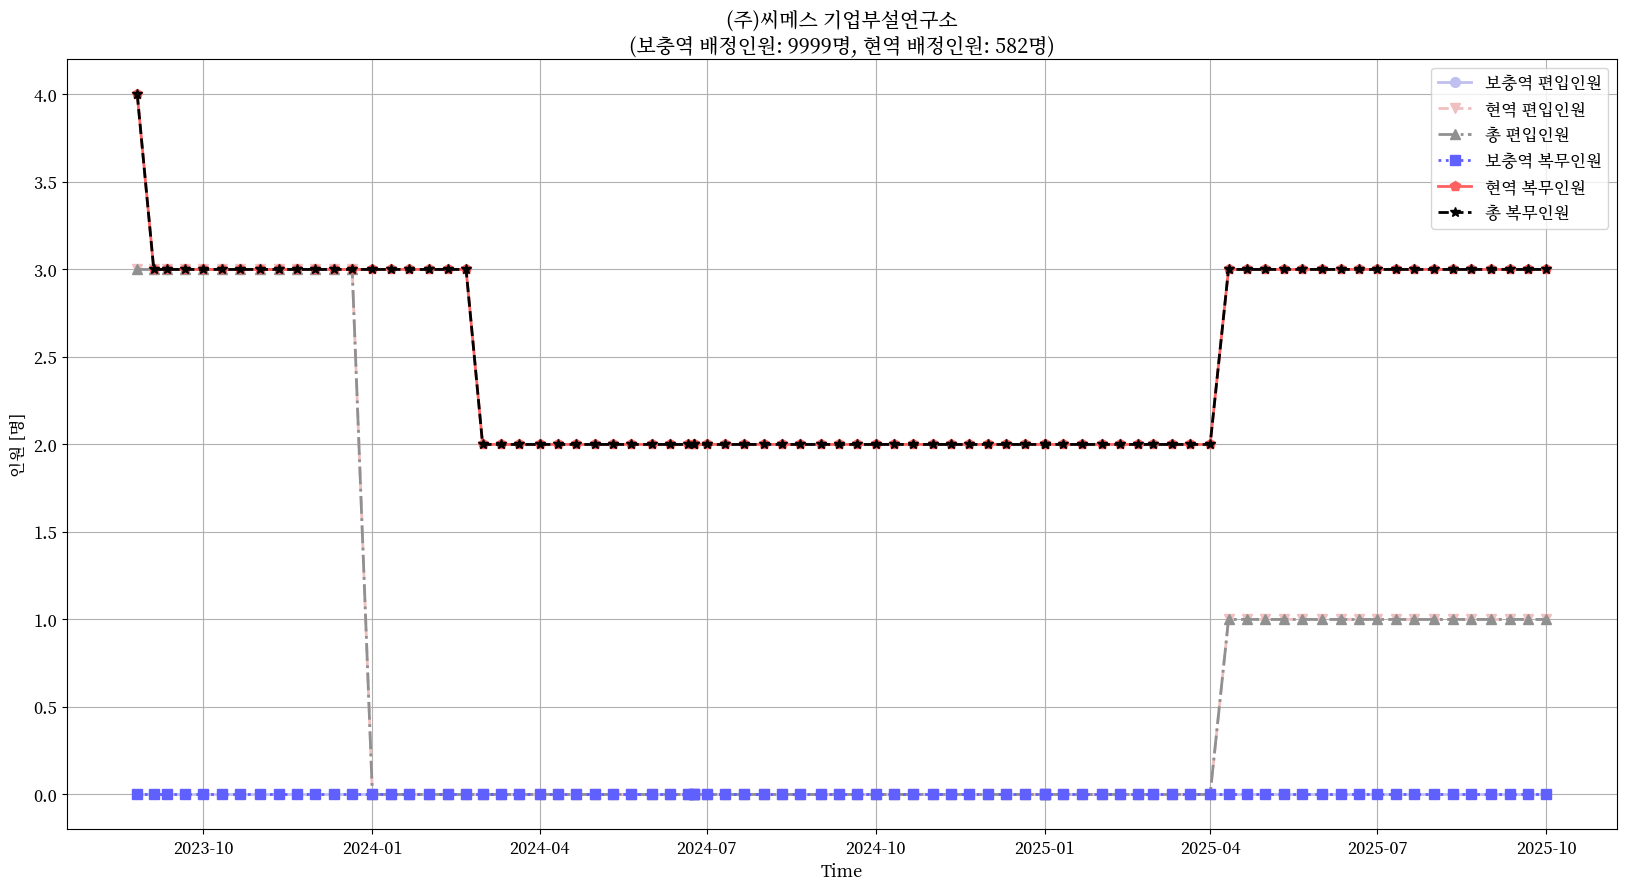 (주)씨메스 기업부설연구소
(보충역 배정인원: 9999명, 현역 배정인원: 582명)
보충역 편입인원
현역 편입인원
총 편입인원
보충역 복무인원
현역 복무인원
총 복무인원
4.0
3.5
3.0
2.5
2.0
1.5
1.0
0.5
0.0
인원 [명]
2023-10
2024-01
2024-04
2024-07
2024-10
2025-01
2025-04
2025-07
2025-10
Time